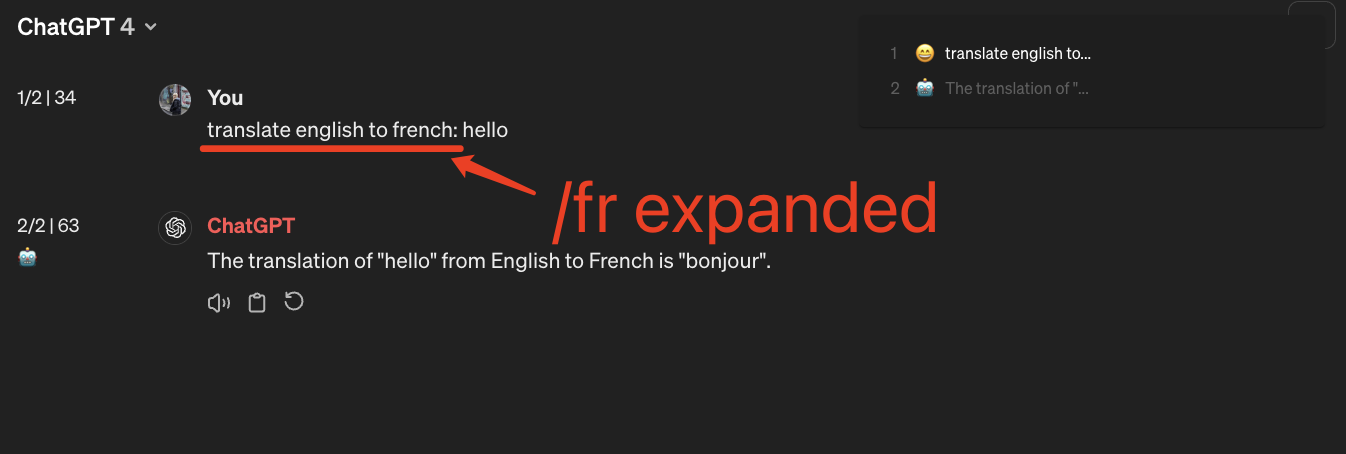 ChatGPT 4
1 😄 translate english to...
2 🤖 The translation of "...
1/2 | 34
You
translate english to french: hello
/fr expanded
2/2 | 63
ChatGPT
The translation of "hello" from English to French is "bonjour".